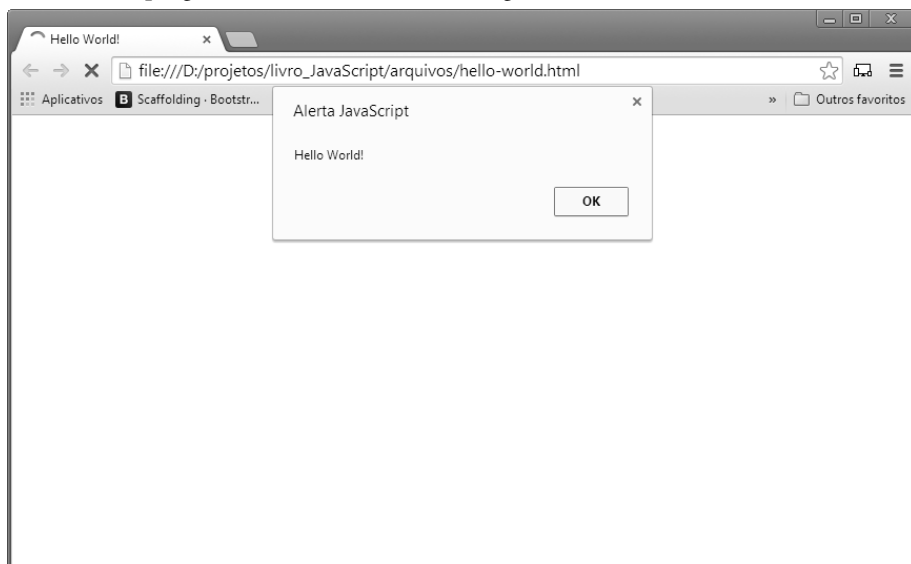 Hello World!
file:///D:/projetos/livro_JavaScript/arquivos/hello-world.html
Aplicativos
B Scaffolding · Bootstr...
» Outros favoritos
Alerta JavaScript
Hello World!
OK